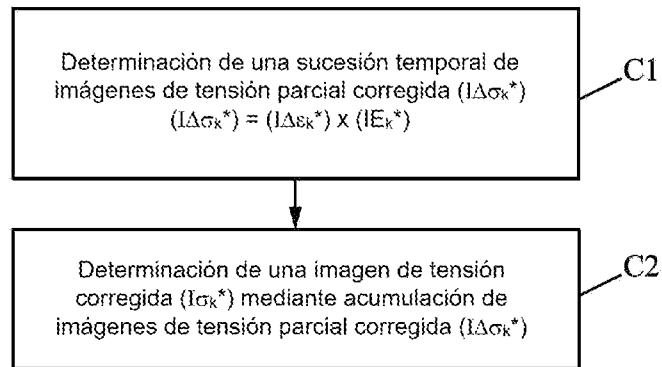 Determinación de una sucesión temporal de
imágenes de tensión parcial corregida (IΔσₖ*)
(IΔσₖ*) = (IΔεₖ*) x (IEₖ*)
C1
Determinación de una imagen de tensión
corregida (Iσₖ*) mediante acumulación de
imágenes de tensión parcial corregida (IΔσₖ*)
C2